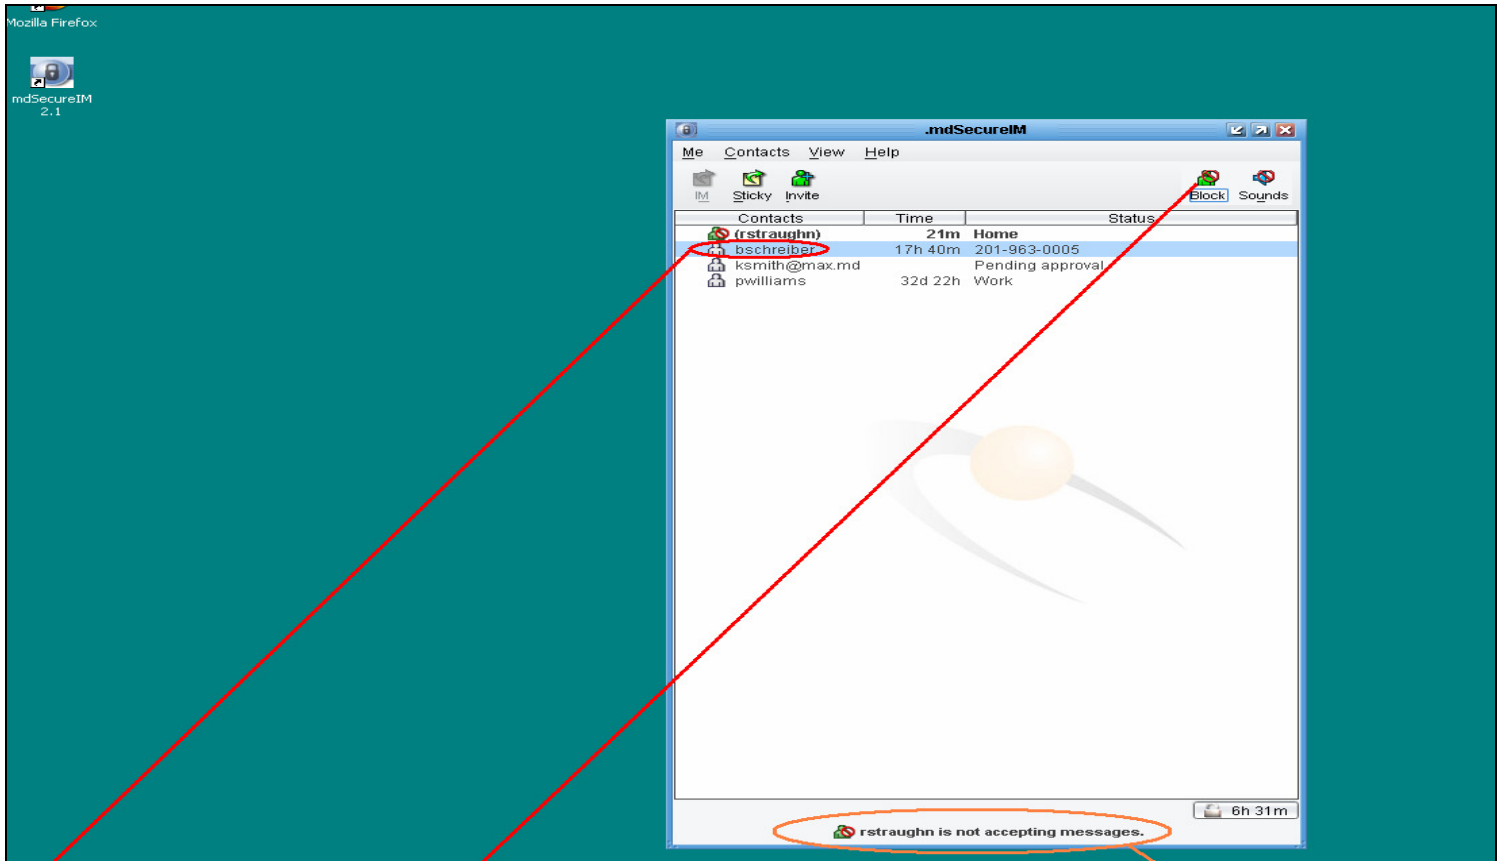 Mozilla Firefox
mdSecureIM
2.1
.mdSecureIM
Me Contacts View Help
IM Sticky Invite Block Sounds
Contacts Time Status
(rstraughn) 21m Home
bschreiber 17h 40m 201-963-0005
ksmith@max.md Pending approval
pwilliams 32d 22h Work
6h 31m
rstraughn is not accepting messages.